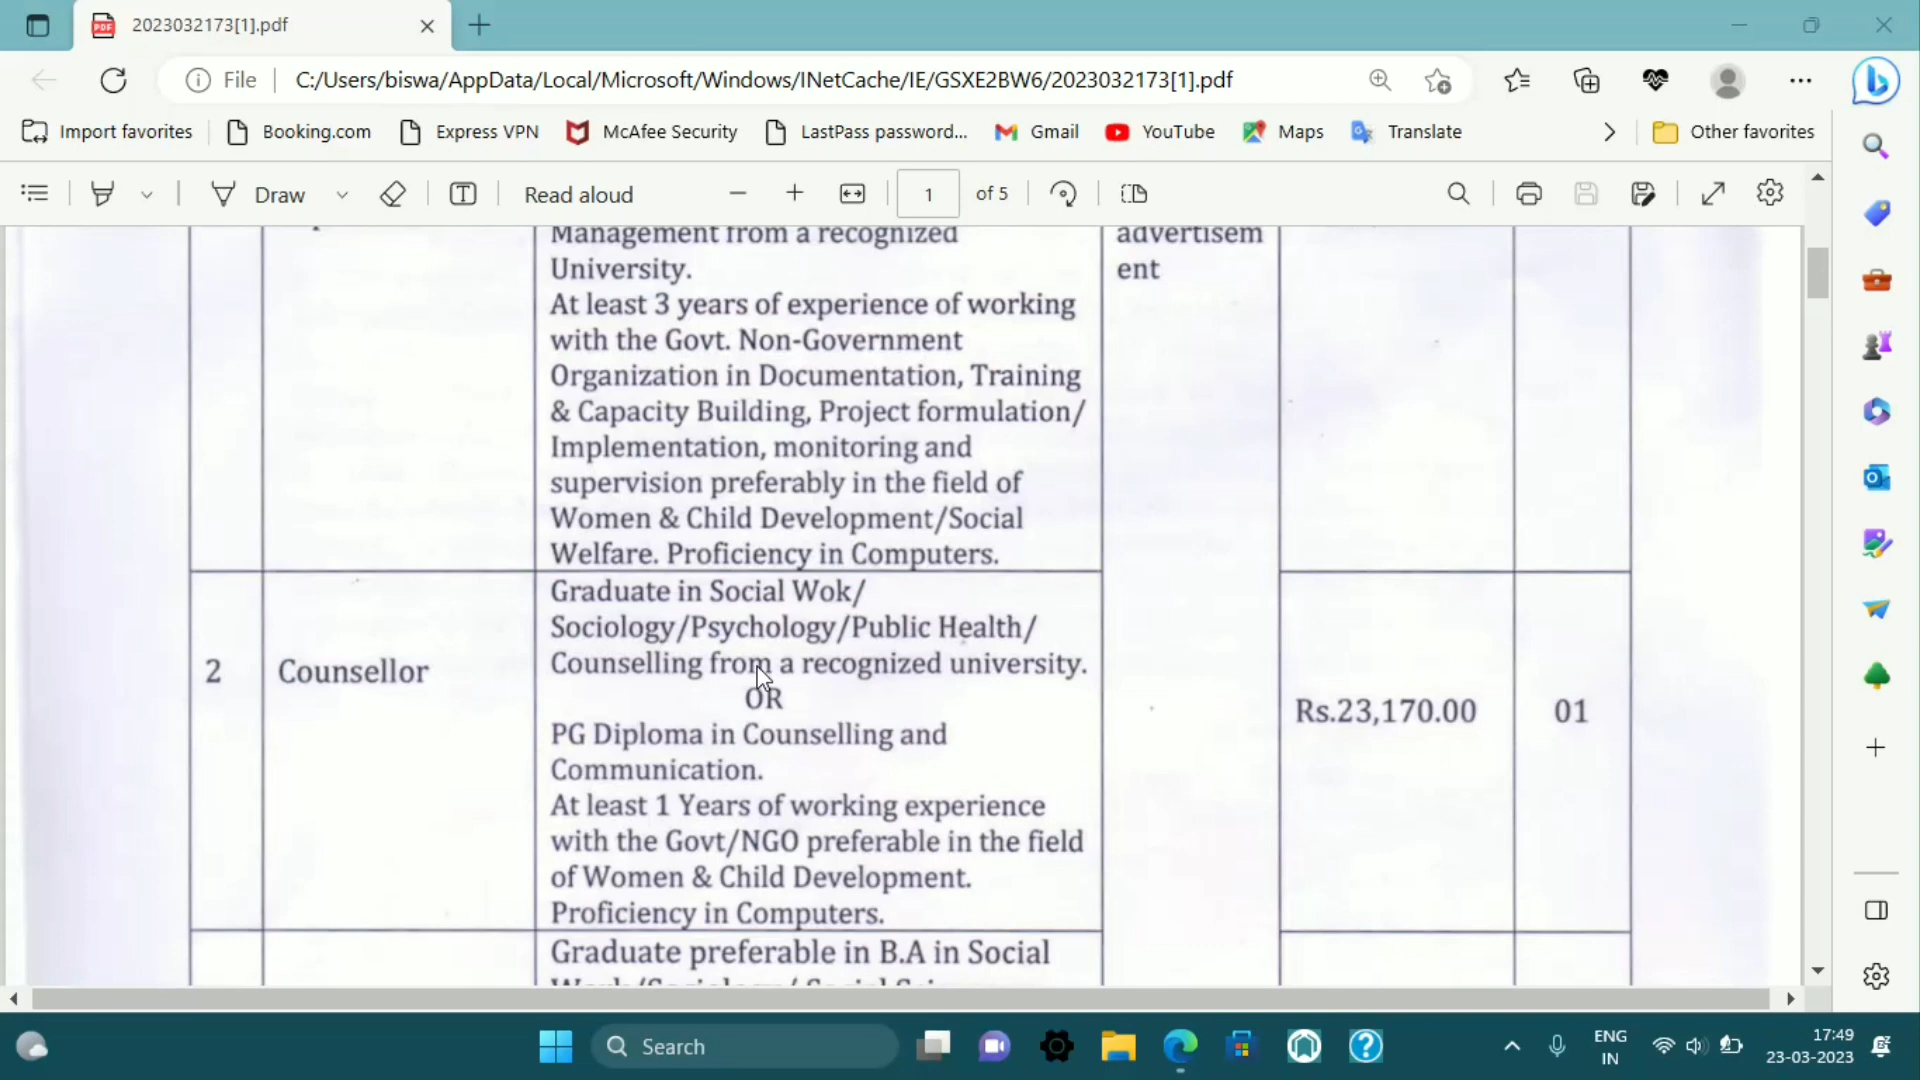 2023032173[1].pdf
File
C:/Users/biswa/AppData/Local/Microsoft/Windows/INetCache/IE/GSXE2BW6/2023032173[1].pdf
Import favorites
Booking.com
Express VPN
McAfee Security
LastPass password...
Gmail
YouTube
Maps
Translate
Other favorites
Draw
Read aloud
1
of 5
Management from a recognized
University.
At least 3 years of experience of working
with the Govt. Non-Government
Organization in Documentation, Training
& Capacity Building, Project formulation/
Implementation, monitoring and
supervision preferably in the field of
Women & Child Development/Social
Welfare. Proficiency in Computers.
advertisem
ent
2
Counsellor
Graduate in Social Wok/
Sociology/Psychology/Public Health/
Counselling from a recognized university.
OR
PG Diploma in Counselling and
Communication.
At least 1 Years of working experience
with the Govt/NGO preferable in the field
of Women & Child Development.
Proficiency in Computers.
Rs.23,170.00
01
Graduate preferable in B.A in Social
Search
ENG
IN
17:49
23-03-2023